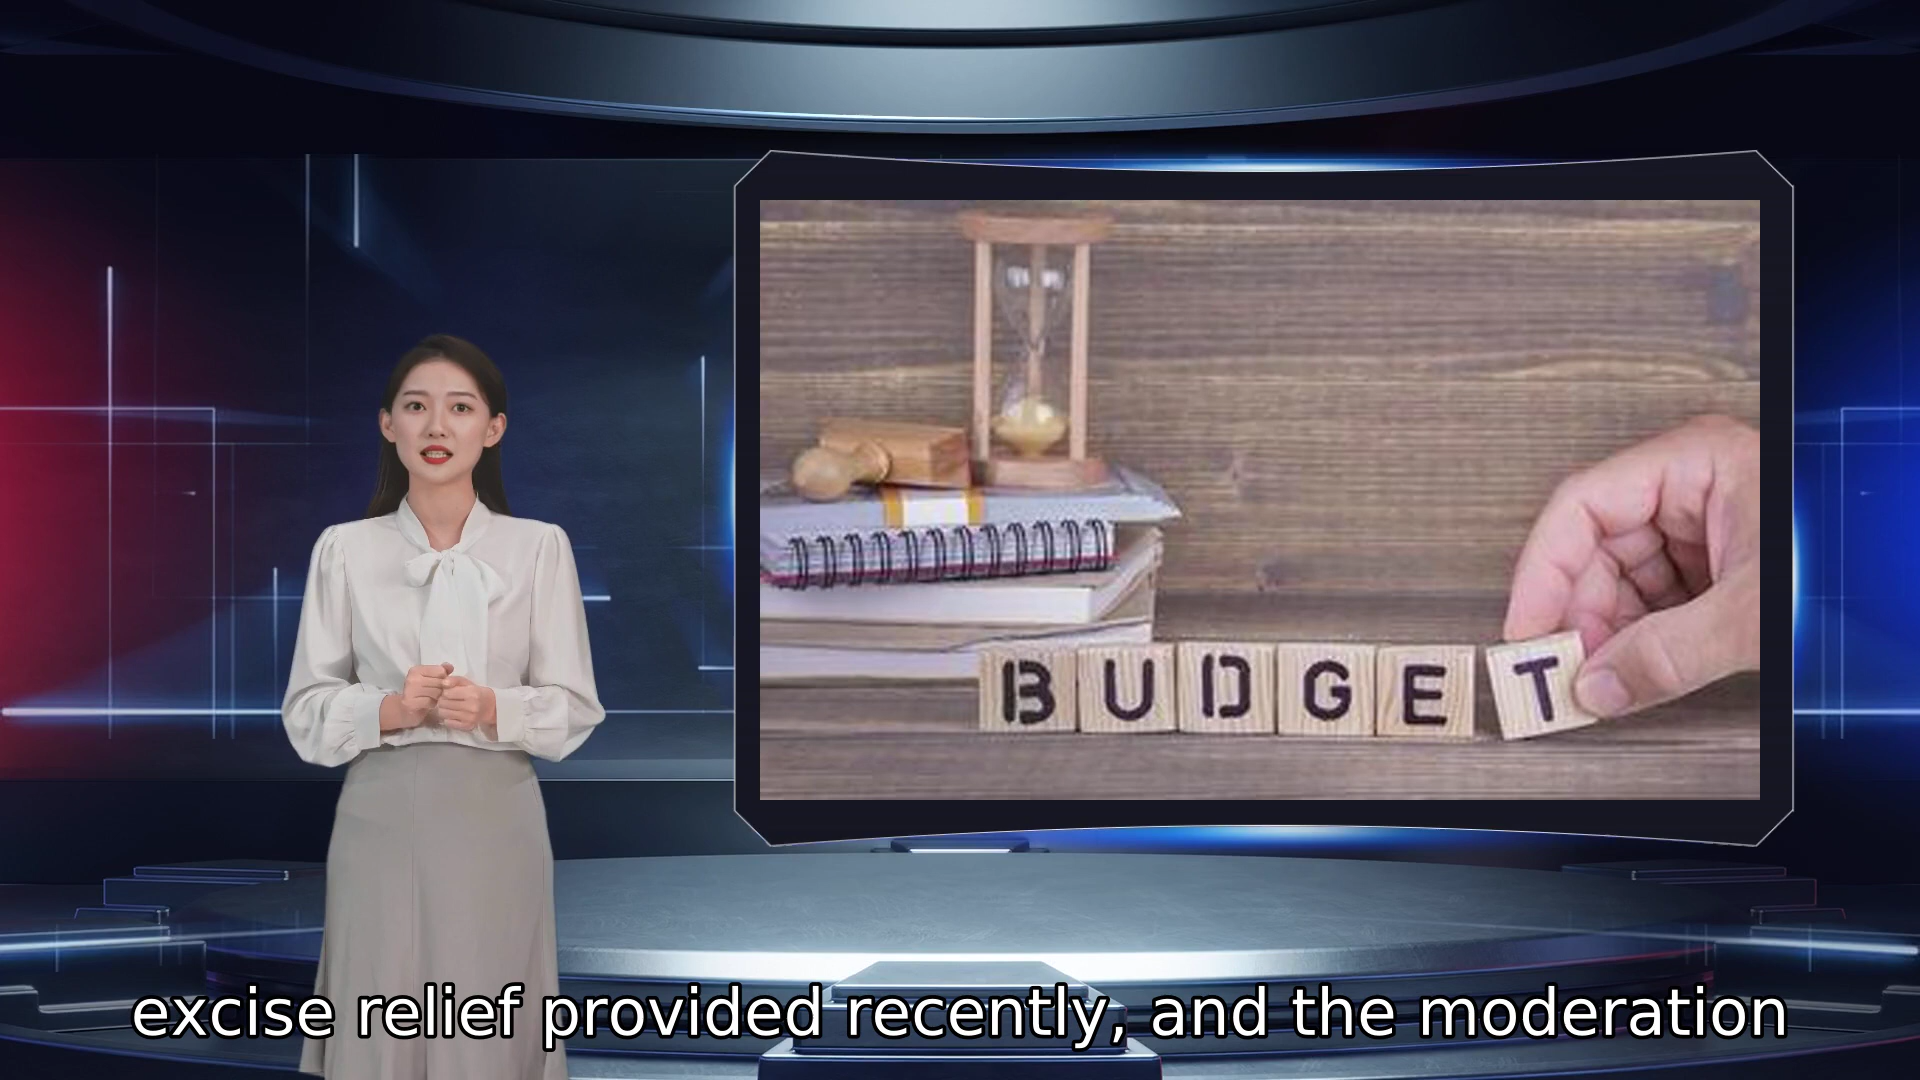 BUDGET
excise relief provided recently, and the moderation